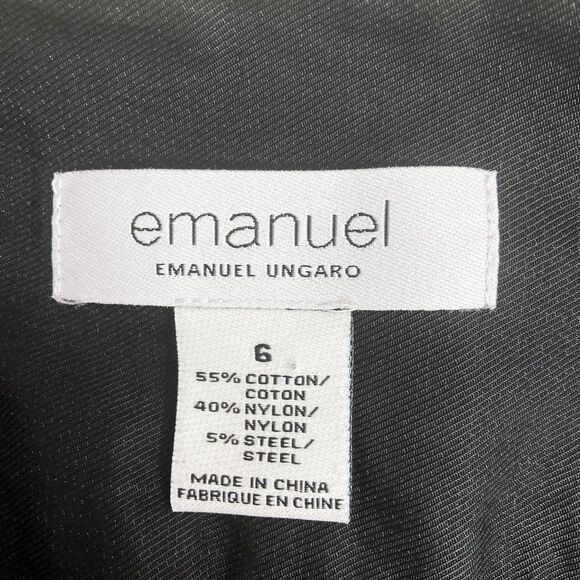 emanuel
EMANUEL UNGARO
6
55% COTTON/
COTON
40% NYLON/
NYLON
5% STEEL/
STEEL
MADE IN CHINA
FABRIQUE EN CHINE